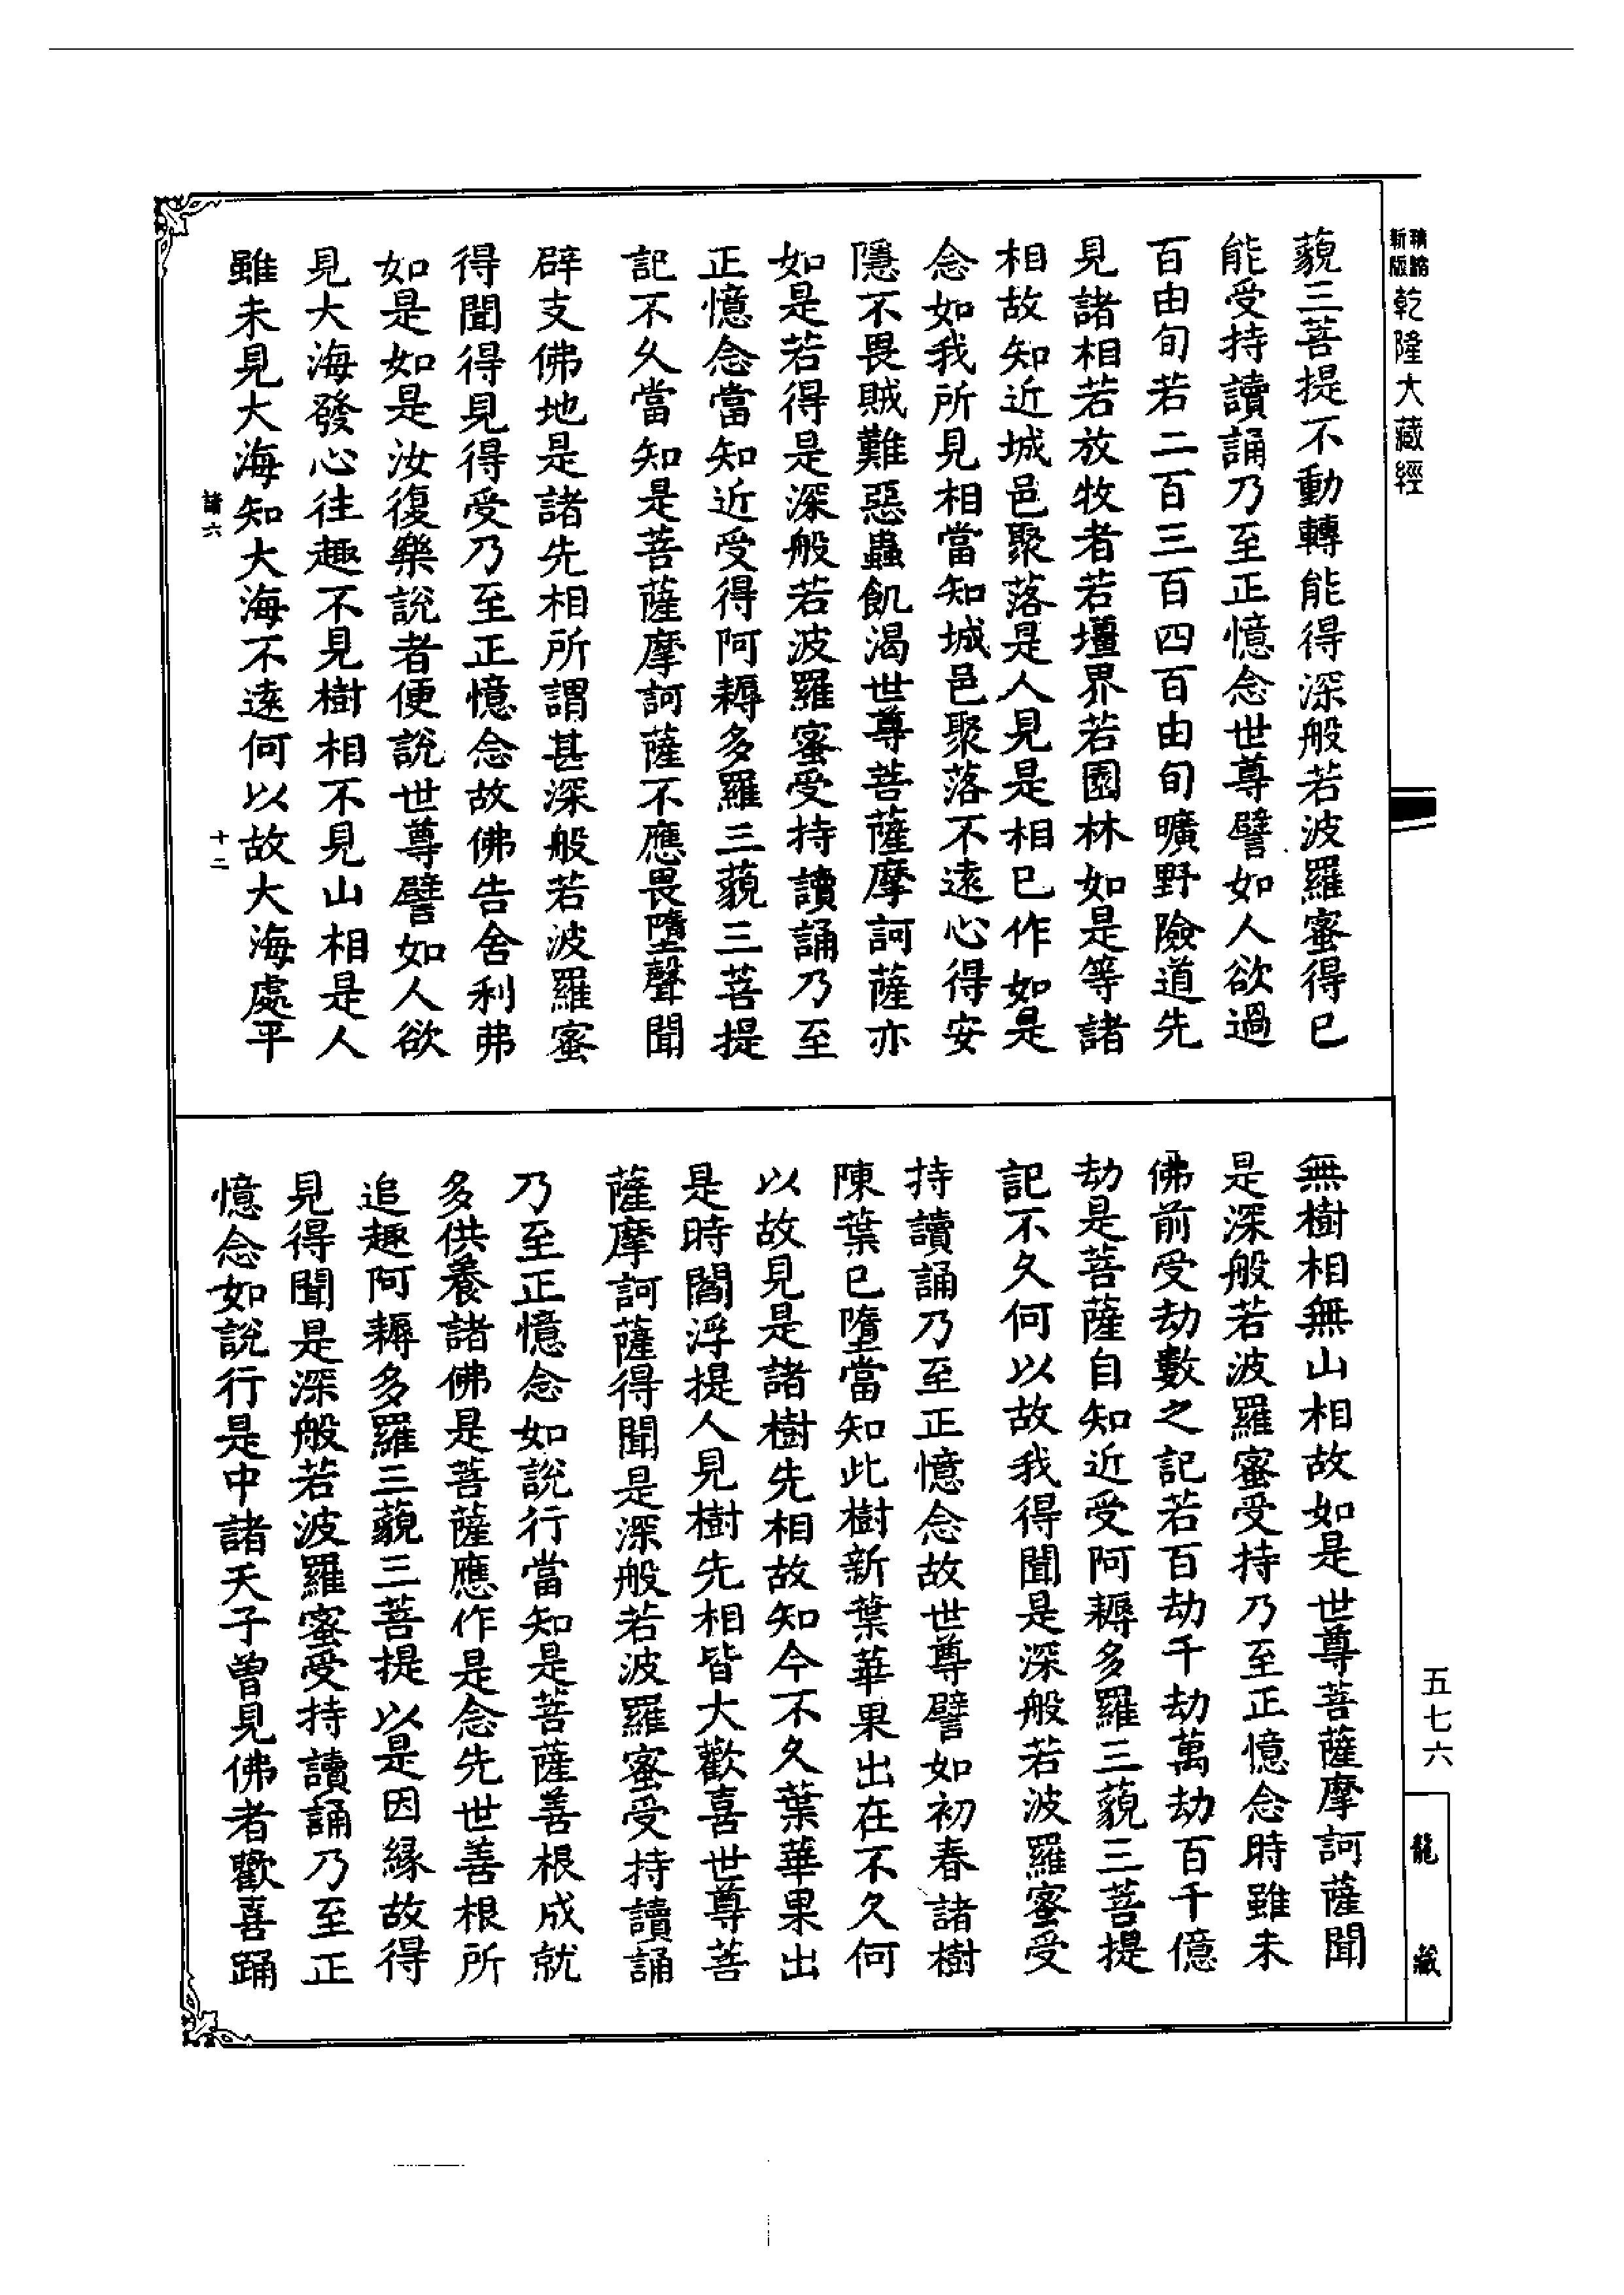 新版精諦乾隆大藏經
藐三菩提不動轉能得深般若波羅蜜得已
能受持讀誦乃至正憶念世尊譬如人欲過
百由旬若二百三百四百由旬曠野險道先
見諸相若放牧者若壃界若園林如是等諸
相故知近城邑聚落是人見是相已作如是
念如我所見相當知城邑聚落不遠心得安
隱不畏賊難惡蟲飢渴世尊菩薩摩訶薩亦
如是若得是深般若波羅蜜受持讀誦乃至
正憶念當知近受得阿耨多羅三藐三菩提
記不久當知是菩薩摩訶薩不應畏墮聲聞
辟支佛地是諸先相所謂甚深般若波羅蜜
得聞得見得受乃至正憶念故佛告舍利弗
如是如是汝復樂說者便說世尊譬如人欲
見大海發心往趣不見樹相不見山相是人
雖未見大海知大海不遠何以故大海處平
諸六 十二
無樹相無山相故如是世尊菩薩摩訶薩聞
是深般若波羅蜜受持乃至正憶念時雖未
佛前受劫數之記若百劫千劫萬劫百千億
劫是菩薩自知近受阿耨多羅三藐三菩提
記不久何以故我得聞是深般若波羅蜜受
持讀誦乃至正憶念故世尊譬如初春諸樹
陳葉已墮當知此樹新葉華果出在不久何
以故見是諸樹先相故知今不久葉華果出
是時閻浮提人見樹先相皆大歡喜世尊菩
薩摩訶薩得聞是深般若波羅蜜受持讀誦
乃至正憶念如說行當知是菩薩善根成就
多供養諸佛是菩薩應作是念先世善根所
追趣阿耨多羅三藐三菩提以是因緣故得
見得聞是深般若波羅蜜受持讀誦乃至正
憶念如說行是中諸天子曾見佛者歡喜踊
五七六
龍藏